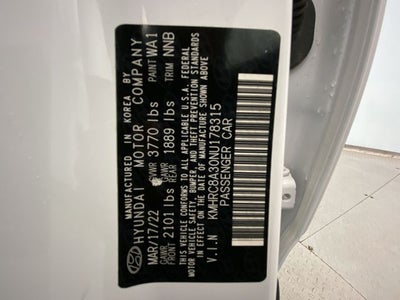 MANUFACTURED IN KOREA BY
HYUNDAI MOTOR COMPANY
MAR/17/22 GVWR 3770 lbs PAINT WA1
GAWR FRONT 2101 lbs GAWR REAR 1889 lbs TRIM NNB
THIS VEHICLE CONFORMS TO ALL APPLICABLE U.S.A. FEDERAL
MOTOR VEHICLE SAFETY, BUMPER, AND THEFT PREVENTION STANDARDS
IN EFFECT ON THE DATE OF MANUFACTURE SHOWN ABOVE
V.I.N KMHRC8A30NU178315
PASSENGER CAR